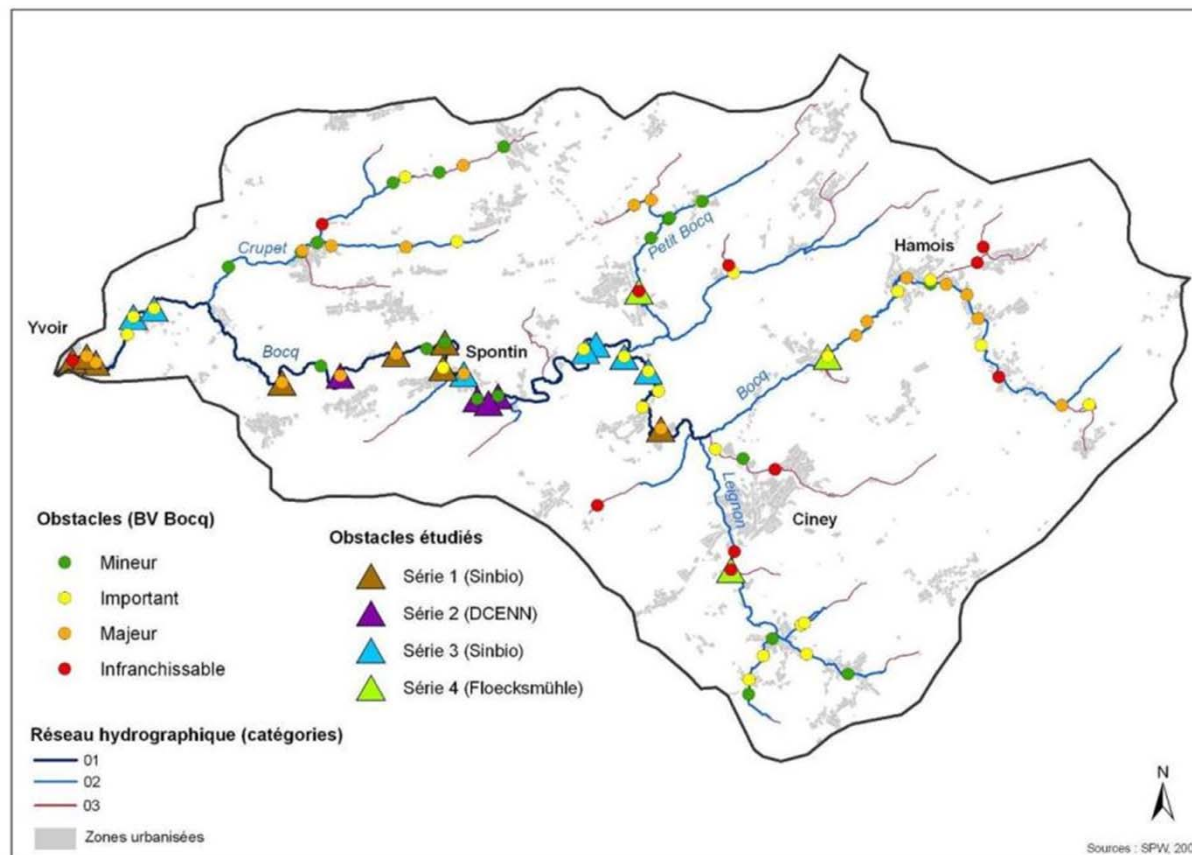 Hamois
Crupet
Petit Bocq
Yvoir
Bocq
Spontin
Bocq
Leignon
Ciney
Obstacles (BV Bocq)
Mineur
Important
Majeur
Infranchissable
Obstacles étudiés
Série 1 (Sinbio)
Série 2 (DCENN)
Série 3 (Sinbio)
Série 4 (Floecksmühle)
Réseau hydrographique (catégories)
01
02
03
Zones urbanisées
N
Sources : SPW, 200